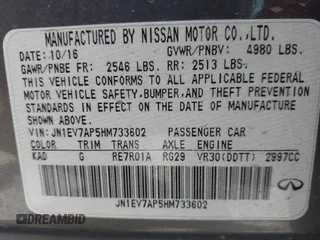 MANUFACTURED BY NISSAN MOTOR CO.,LTD.
DATE: 10/16 GVWR/PNBV: 4980 LBS.
GAWR/PNBE FR: 2546 LBS. RR: 2513 LBS.
THIS VEHICLE CONFORMS TO ALL APPLICABLE FEDERAL
MOTOR VEHICLE SAFETY,BUMPER,AND THEFT PREVENTION
STANDARDS IN EFFECT ON THE DATE OF MANUFACTURE
SHOWN ABOVE.
VIN:JN1EV7AP5HM733602 PASSENGER CAR
COLOR TRIM TRANS AXLE ENGINE
KAD G RE7R01A RG29 VR30(DDTT) 2997CC
JN1EV7AP5HM733602
INFINITI
DREAMBID